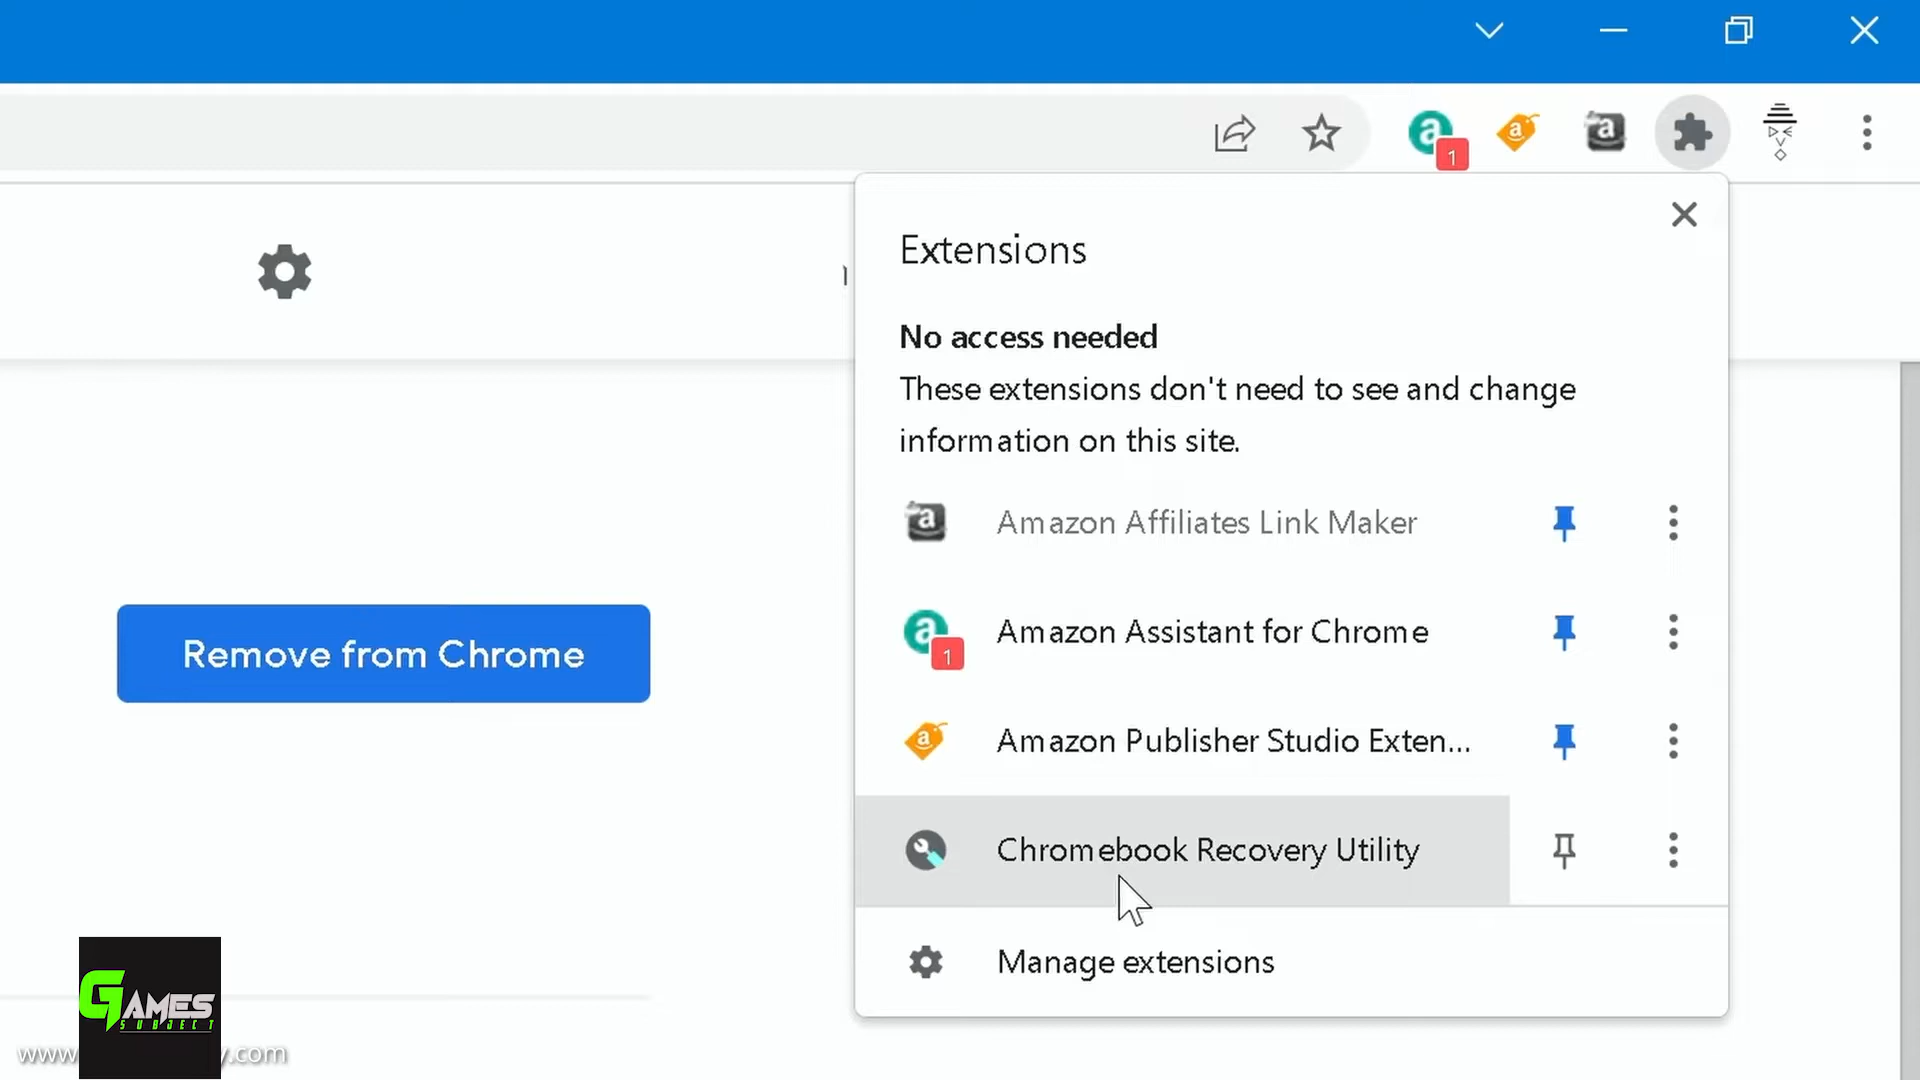 1
Extensions
No access needed
These extensions don't need to see and change
information on this site.
Amazon Affiliates Link Maker
Amazon Assistant for Chrome
1
Remove from Chrome
Amazon Publisher Studio Exten...
Chromebook Recovery Utility
Manage extensions
GAMES
SUBJECT
www.
y.com